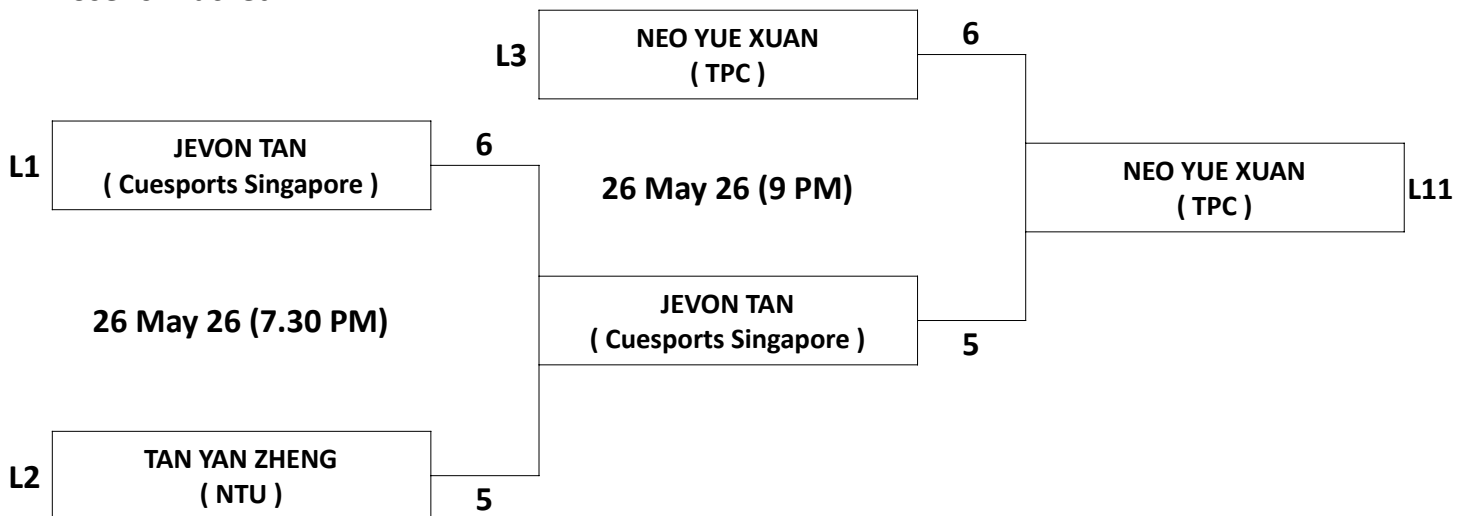 NEO YUE XUAN
( TPC )
L3
6
JEVON TAN
( Cuesports Singapore )
L1
6
26 May 26 (9 PM)
NEO YUE XUAN
( TPC )
L11
26 May 26 (7.30 PM)
JEVON TAN
( Cuesports Singapore )
5
TAN YAN ZHENG
( NTU )
L2
5